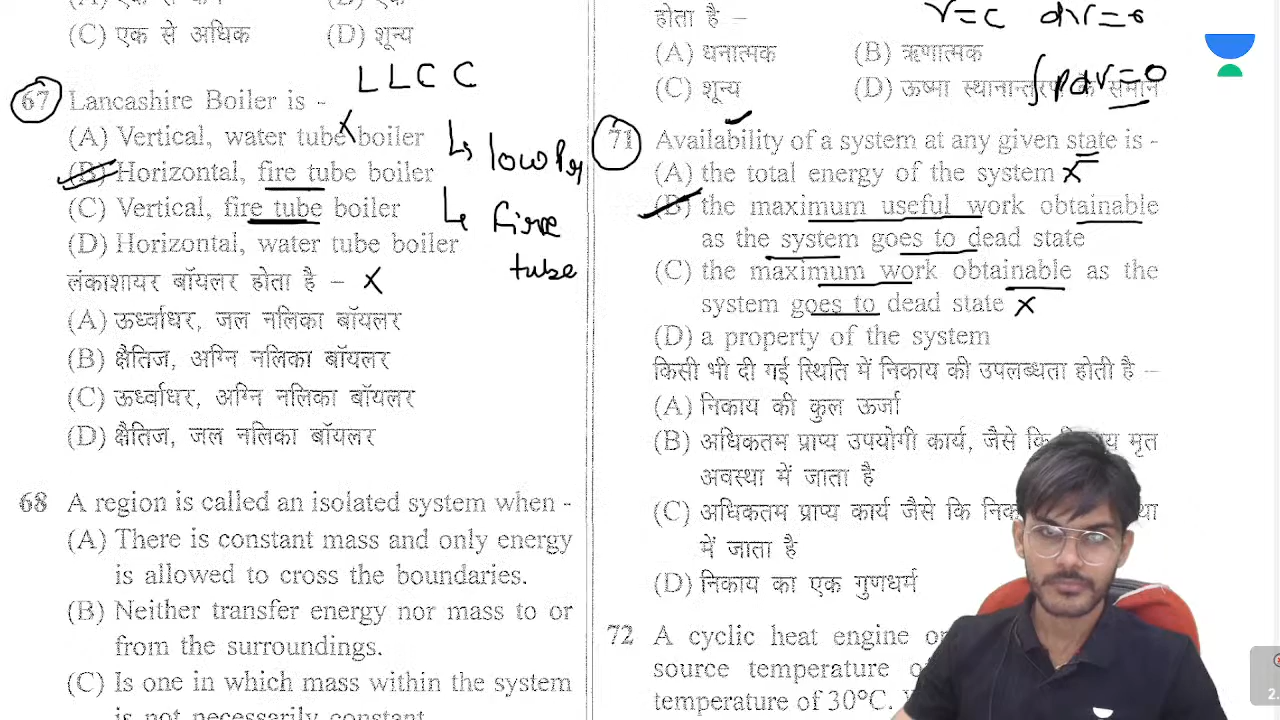 (C) एक से अधिक (D) शून्य
L L C C
67 Lancashire Boiler is -
(A) Vertical, water tube boiler
(B) Horizontal, fire tube boiler
(C) Vertical, fire tube boiler
(D) Horizontal, water tube boiler
low
fire
tube
लंकाशायर बॉयलर होता है –
(A) ऊर्ध्वाधर, जल नलिका बॉयलर
(B) क्षैतिज, अग्नि नलिका बॉयलर
(C) ऊर्ध्वाधर, अग्नि नलिका बॉयलर
(D) क्षैतिज, जल नलिका बॉयलर
68 A region is called an isolated system when -
(A) There is constant mass and only energy
is allowed to cross the boundaries.
(B) Neither transfer energy nor mass to or
from the surroundings.
(C) Is one in which mass within the system
is not necessarily constant
होता है –
v=c dv=0
(A) धनात्मक (B) ऋणात्मक
∫pdv=0
(C) शून्य (D) ऊष्मा स्थानान्तरण के समान
71 Availability of a system at any given state is -
(A) the total energy of the system
(B) the maximum useful work obtainable
as the system goes to dead state
(C) the maximum work obtainable as the
system goes to dead state
(D) a property of the system
किसी भी दी गई स्थिति में निकाय की उपलब्धता होती है –
(A) निकाय की कुल ऊर्जा
(B) अधिकतम प्राप्य उपयोगी कार्य, जैसे कि मृत
अवस्था में जाता है
(C) अधिकतम प्राप्य कार्य जैसे कि
में जाता है
(D) निकाय का एक गुणधर्म
72 A cyclic heat engine
source temperature
temperature of 30°C.